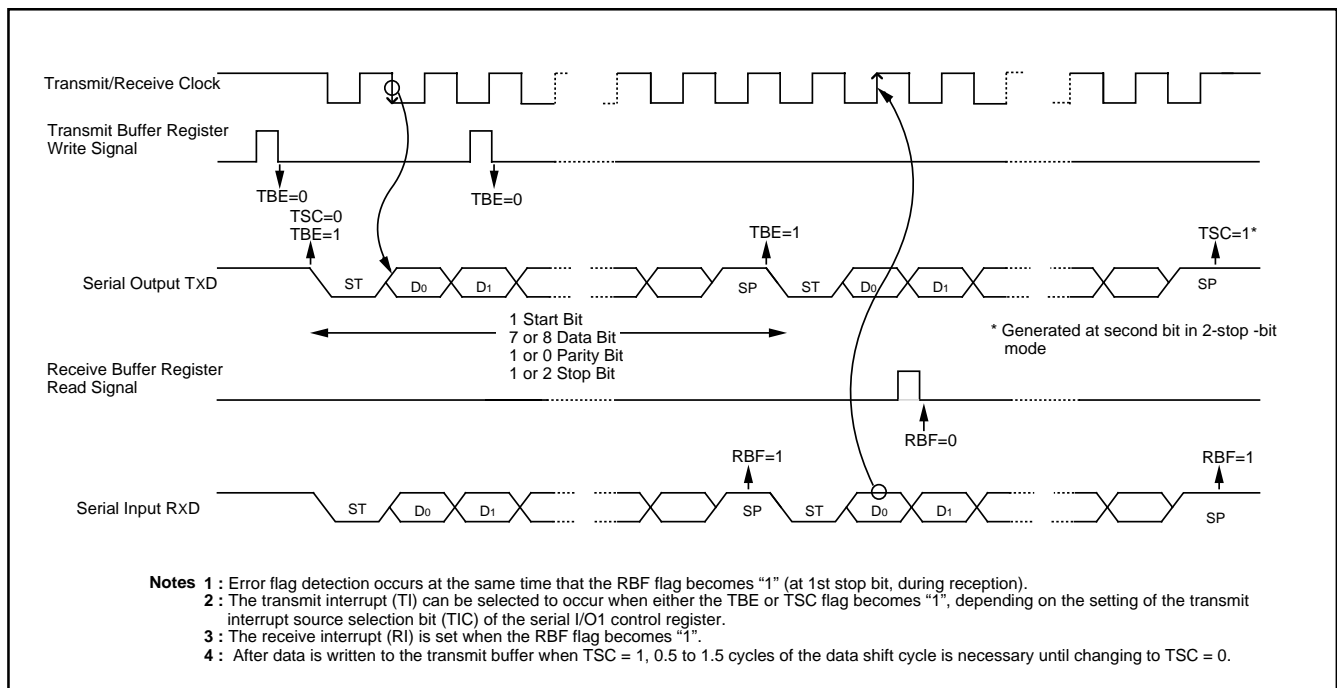 Transmit/Receive Clock
Transmit Buffer Register
Write Signal
TBE=0
TSC=0
TBE=1
TBE=0
TBE=1
TSC=1*
Serial Output TXD
ST
D0
D1
SP
ST
D0
D1
SP
1 Start Bit
7 or 8 Data Bit
1 or 0 Parity Bit
1 or 2 Stop Bit
* Generated at second bit in 2-stop -bit
mode
Receive Buffer Register
Read Signal
RBF=0
RBF=1
RBF=1
Serial Input RXD
ST
D0
D1
SP
ST
D0
D1
SP
Notes 1 : Error flag detection occurs at the same time that the RBF flag becomes “1” (at 1st stop bit, during reception).
2 : The transmit interrupt (TI) can be selected to occur when either the TBE or TSC flag becomes “1”, depending on the setting of the transmit
interrupt source selection bit (TIC) of the serial I/O1 control register.
3 : The receive interrupt (RI) is set when the RBF flag becomes “1”.
4 : After data is written to the transmit buffer when TSC = 1, 0.5 to 1.5 cycles of the data shift cycle is necessary until changing to TSC = 0.